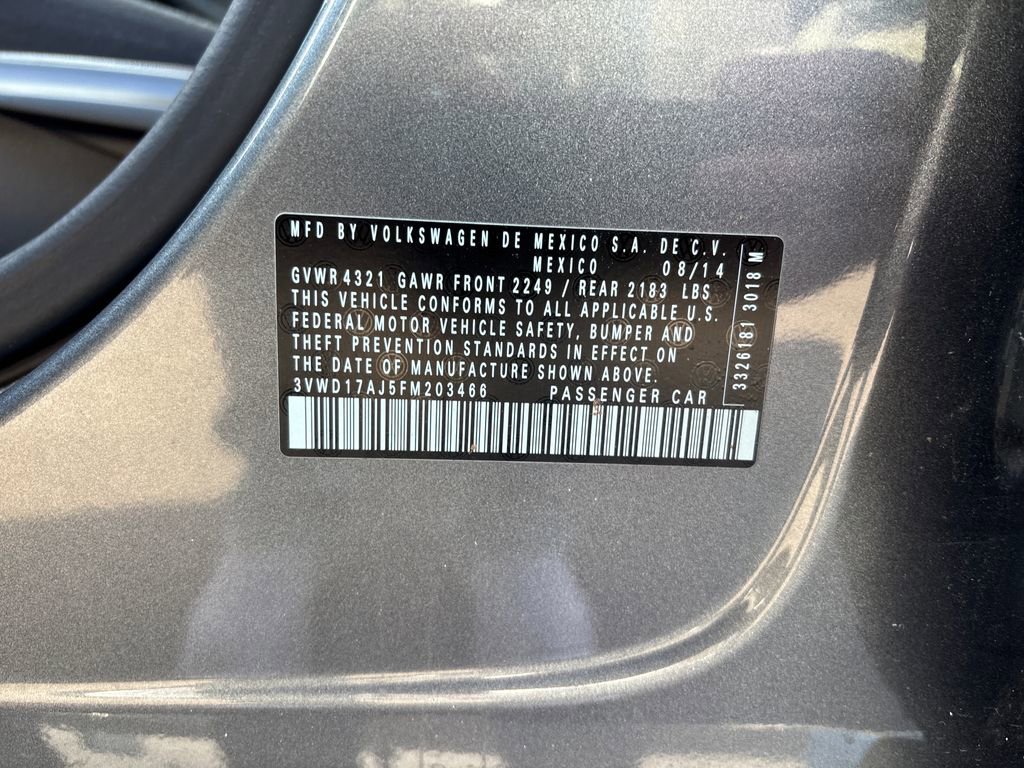 MFD BY VOLKSWAGEN DE MEXICO S.A. DE C.V.
MEXICO 08/14
GVWR 4321 GAWR FRONT 2249 / REAR 2183 LBS
THIS VEHICLE CONFORMS TO ALL APPLICABLE U.S.
FEDERAL MOTOR VEHICLE SAFETY, BUMPER AND
THEFT PREVENTION STANDARDS IN EFFECT ON
THE DATE OF MANUFACTURE SHOWN ABOVE.
3VWD17AJ5FM203466 PASSENGER CAR
3326181 3018 M